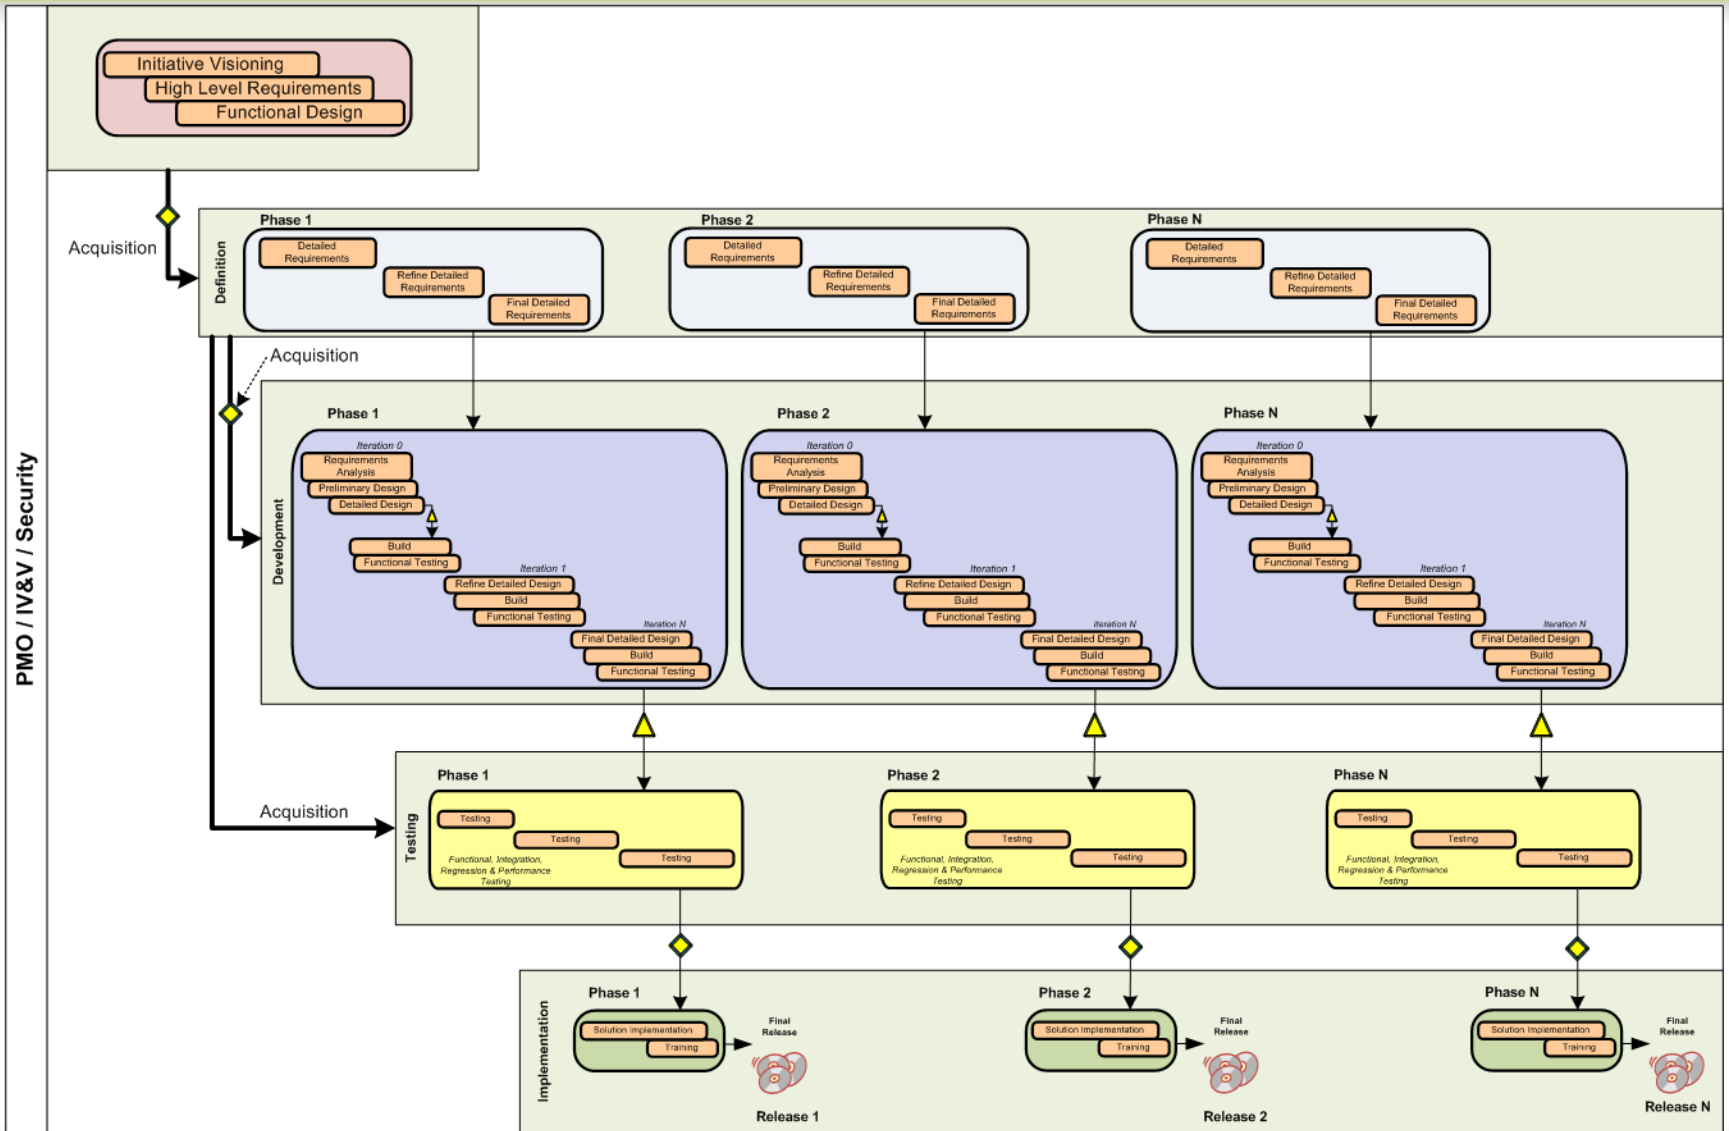 PMO / IV&V / Security
Initiative Visioning
High Level Requirements
Functional Design
Acquisition
Definition
Phase 1
Detailed
Requirements
Refine Detailed
Requirements
Final Detailed
Requirements
Phase 2
Detailed
Requirements
Refine Detailed
Requirements
Final Detailed
Requirements
Phase N
Detailed
Requirements
Refine Detailed
Requirements
Final Detailed
Requirements
Acquisition
Development
Phase 1
Iteration 0
Requirements
Analysis
Preliminary Design
Detailed Design
Build
Functional Testing
Iteration 1
Refine Detailed Design
Build
Functional Testing
Iteration N
Final Detailed Design
Build
Functional Testing
Phase 2
Iteration 0
Requirements
Analysis
Preliminary Design
Detailed Design
Build
Functional Testing
Iteration 1
Refine Detailed Design
Build
Functional Testing
Iteration N
Final Detailed Design
Build
Functional Testing
Phase N
Iteration 0
Requirements
Analysis
Preliminary Design
Detailed Design
Build
Functional Testing
Iteration 1
Refine Detailed Design
Build
Functional Testing
Iteration N
Final Detailed Design
Build
Functional Testing
Acquisition
Testing
Phase 1
Testing
Testing
Testing
Functional, Integration,
Regression & Performance
Testing
Phase 2
Testing
Testing
Testing
Functional, Integration,
Regression & Performance
Testing
Phase N
Testing
Testing
Testing
Functional, Integration,
Regression & Performance
Testing
Implementation
Phase 1
Solution Implementation
Training
Final
Release
Release 1
Phase 2
Solution Implementation
Training
Final
Release
Release 2
Phase N
Solution Implementation
Training
Final
Release
Release N